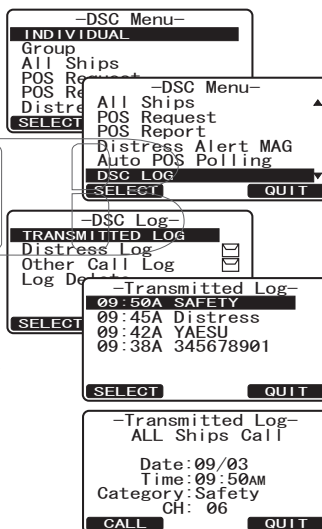 –DSC Menu–
INDIVIDUAL
Group
All Ships
POS
POS Re
Distre
SELECT
–DSC Menu–
All Ships
POS Request
POS Report
Distress Alert MAG
Auto POS Polling
DSC LOG
SELECT QUIT
–DSC Log–
TRANSMITTED LOG
Distress Log
Other Call Log
Log De
SELECT
–Transmitted Log–
09:50A SAFETY
09:45A Distress
09:42A YAESU
09:38A 345678901
SELECT QUIT
–Transmitted Log–
ALL Ships Call
Date:09/03
Time:09:50AM
Category:Safety
CH: 06
CALL QUIT